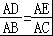 AD/AB = AE/AC